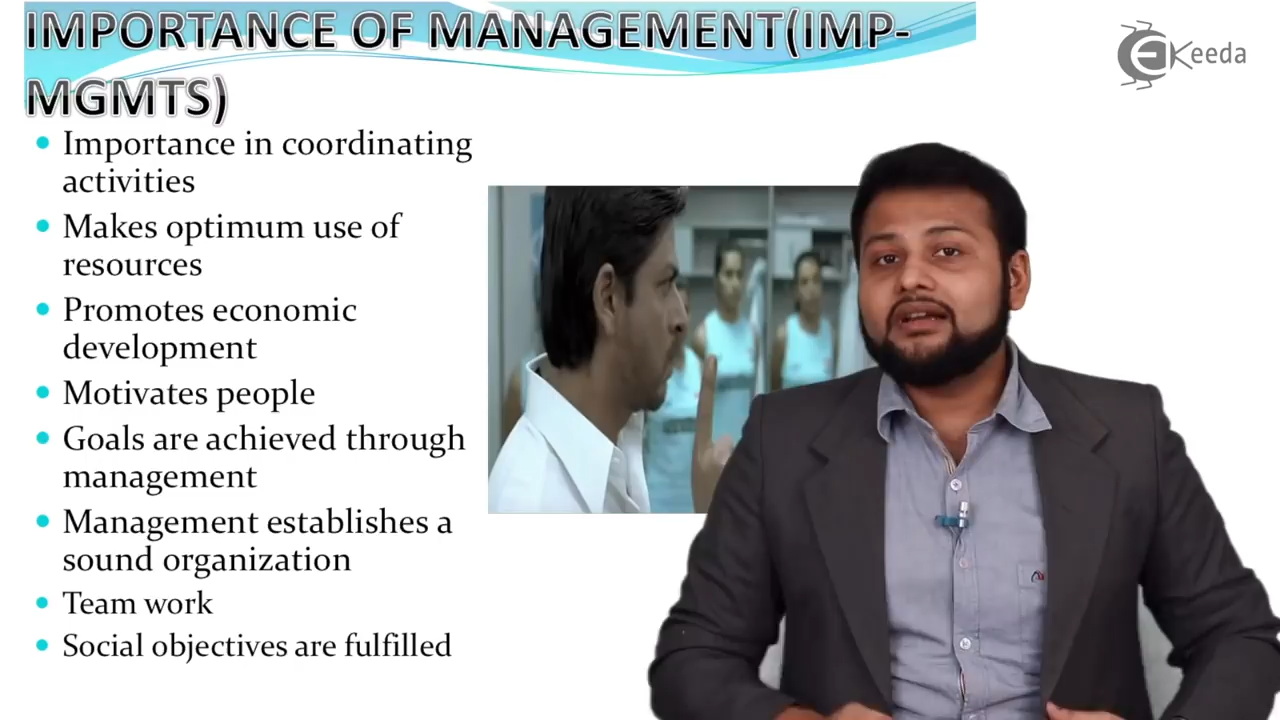 IMPORTANCE OF MANAGEMENT(IMP-
MGMTS)
EKeeda
• Importance in coordinating
activities
• Makes optimum use of
resources
• Promotes economic
development
• Motivates people
• Goals are achieved through
management
• Management establishes a
sound organization
• Team work
• Social objectives are fulfilled